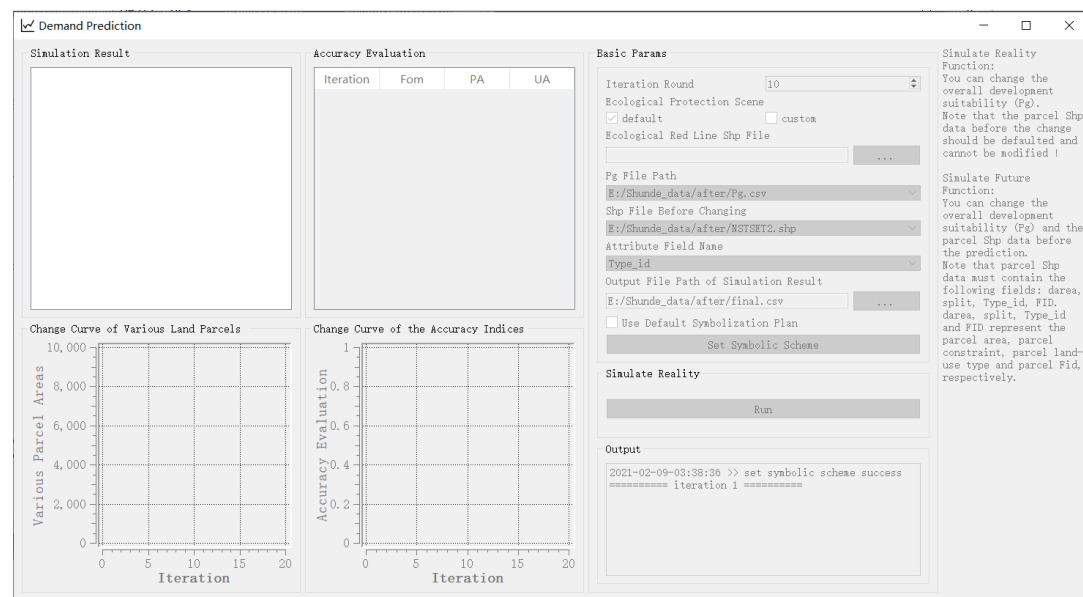 Demand Prediction
Simulation Result
Accuracy Evaluation
Iteration Fom PA UA
Change Curve of Various Land Parcels
10,000
8,000
6,000
4,000
2,000
0
Various Parcel Areas
0 5 10 15 20
Iteration
Change Curve of the Accuracy Indices
1
0.8
0.6
0.4
0.2
0
Accuracy Evaluation
0 5 10 15 20
Iteration
Basic Params
Iteration Round 10
Ecological Protection Scene
default custom
Ecological Red Line Shp File
...
Pg File Path
E:/Shunde_data/after/Pg.csv
Shp File Before Changing
E:/Shunde_data/after/NSTSET2.shp
Attribute Field Name
Type_id
Output File Path of Simulation Result
E:/Shunde_data/after/final.csv ...
Use Default Symbolization Plan
Set Symbolic Scheme
Simulate Reality
Run
Output
2021-02-09-03:38:36 >> set symbolic scheme success
========== iteration 1 ==========
Simulate Reality
Function:
You can change the
overall development
suitability (Pg).
Note that the parcel Shp
data before the change
should be defaulted and
cannot be modified !
Simulate Future
Function:
You can change the
overall development
suitability (Pg) and the
parcel Shp data before
the prediction.
Note that parcel Shp
data must contain the
following fields: darea,
split, Type_id, FID.
darea, split, Type_id
and FID represent the
parcel area, parcel
constraint, parcel land-
use type and parcel Fid,
respectively.